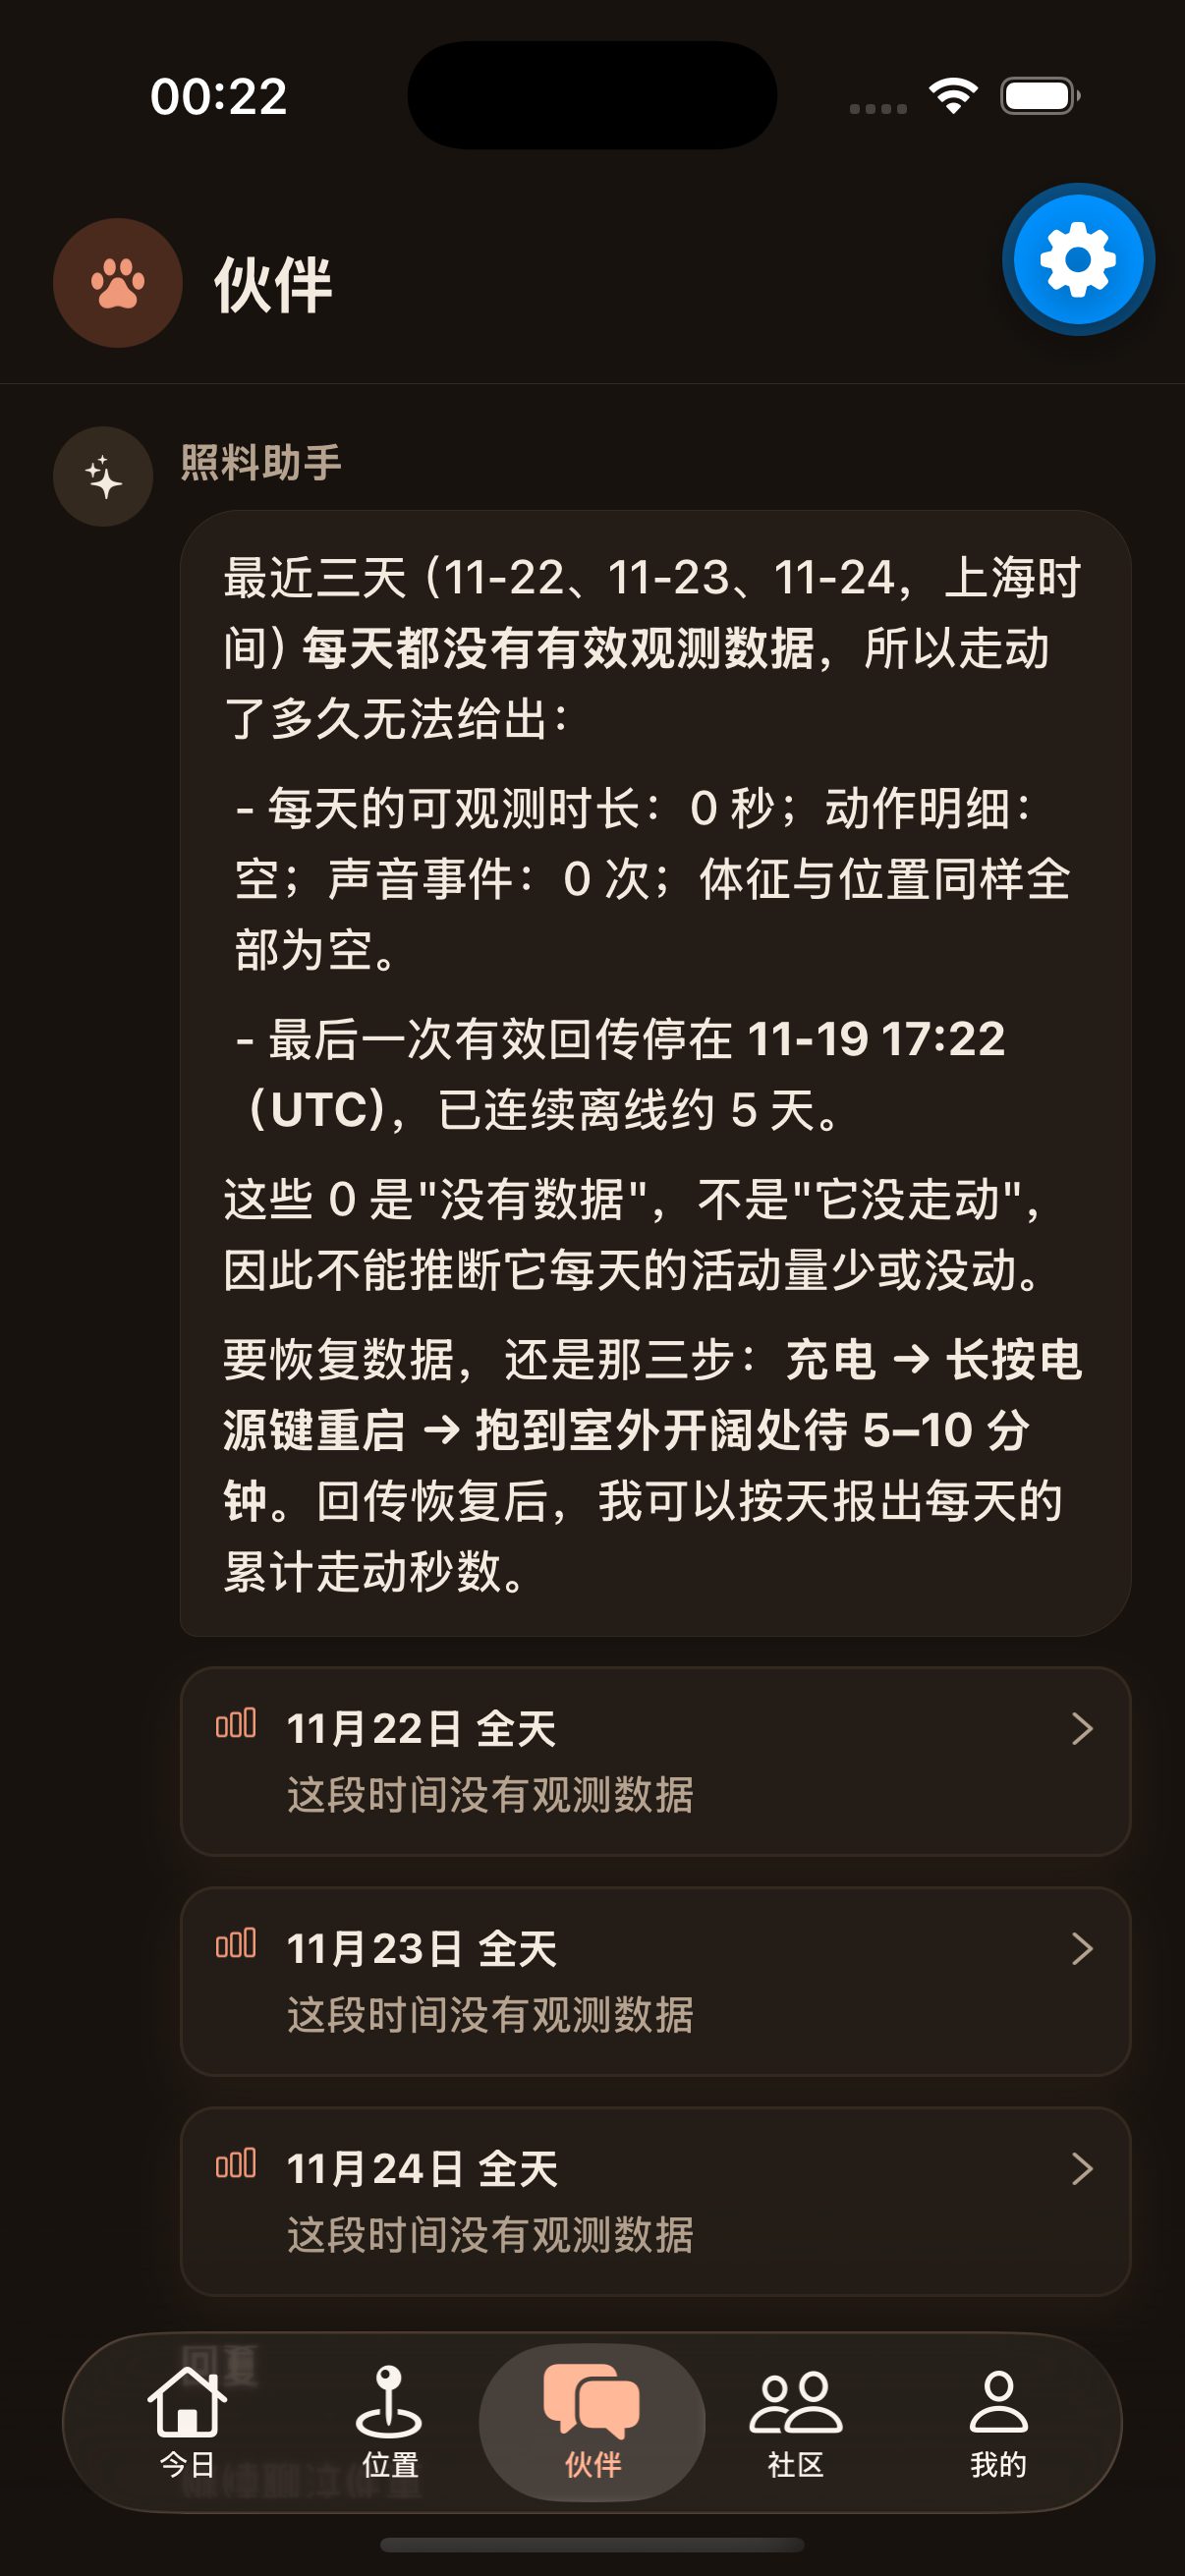 00:22
伙伴
照料助手
最近三天 (11-22、11-23、11-24，上海时
间) 每天都没有有效观测数据，所以走动
了多久无法给出：
- 每天的可观测时长：0 秒；动作明细：
空；声音事件：0 次；体征与位置同样全
部为空。
- 最后一次有效回传停在 11-19 17:22
（UTC)，已连续离线约 5 天。
这些 0 是"没有数据"，不是"它没走动"，
因此不能推断它每天的活动量少或没动。
要恢复数据，还是那三步：充电 → 长按电
源键重启 → 抱到室外开阔处待 5–10 分
钟。回传恢复后，我可以按天报出每天的
累计走动秒数。
11月22日 全天
这段时间没有观测数据
11月23日 全天
这段时间没有观测数据
11月24日 全天
这段时间没有观测数据
今日
位置
伙伴
社区
我的